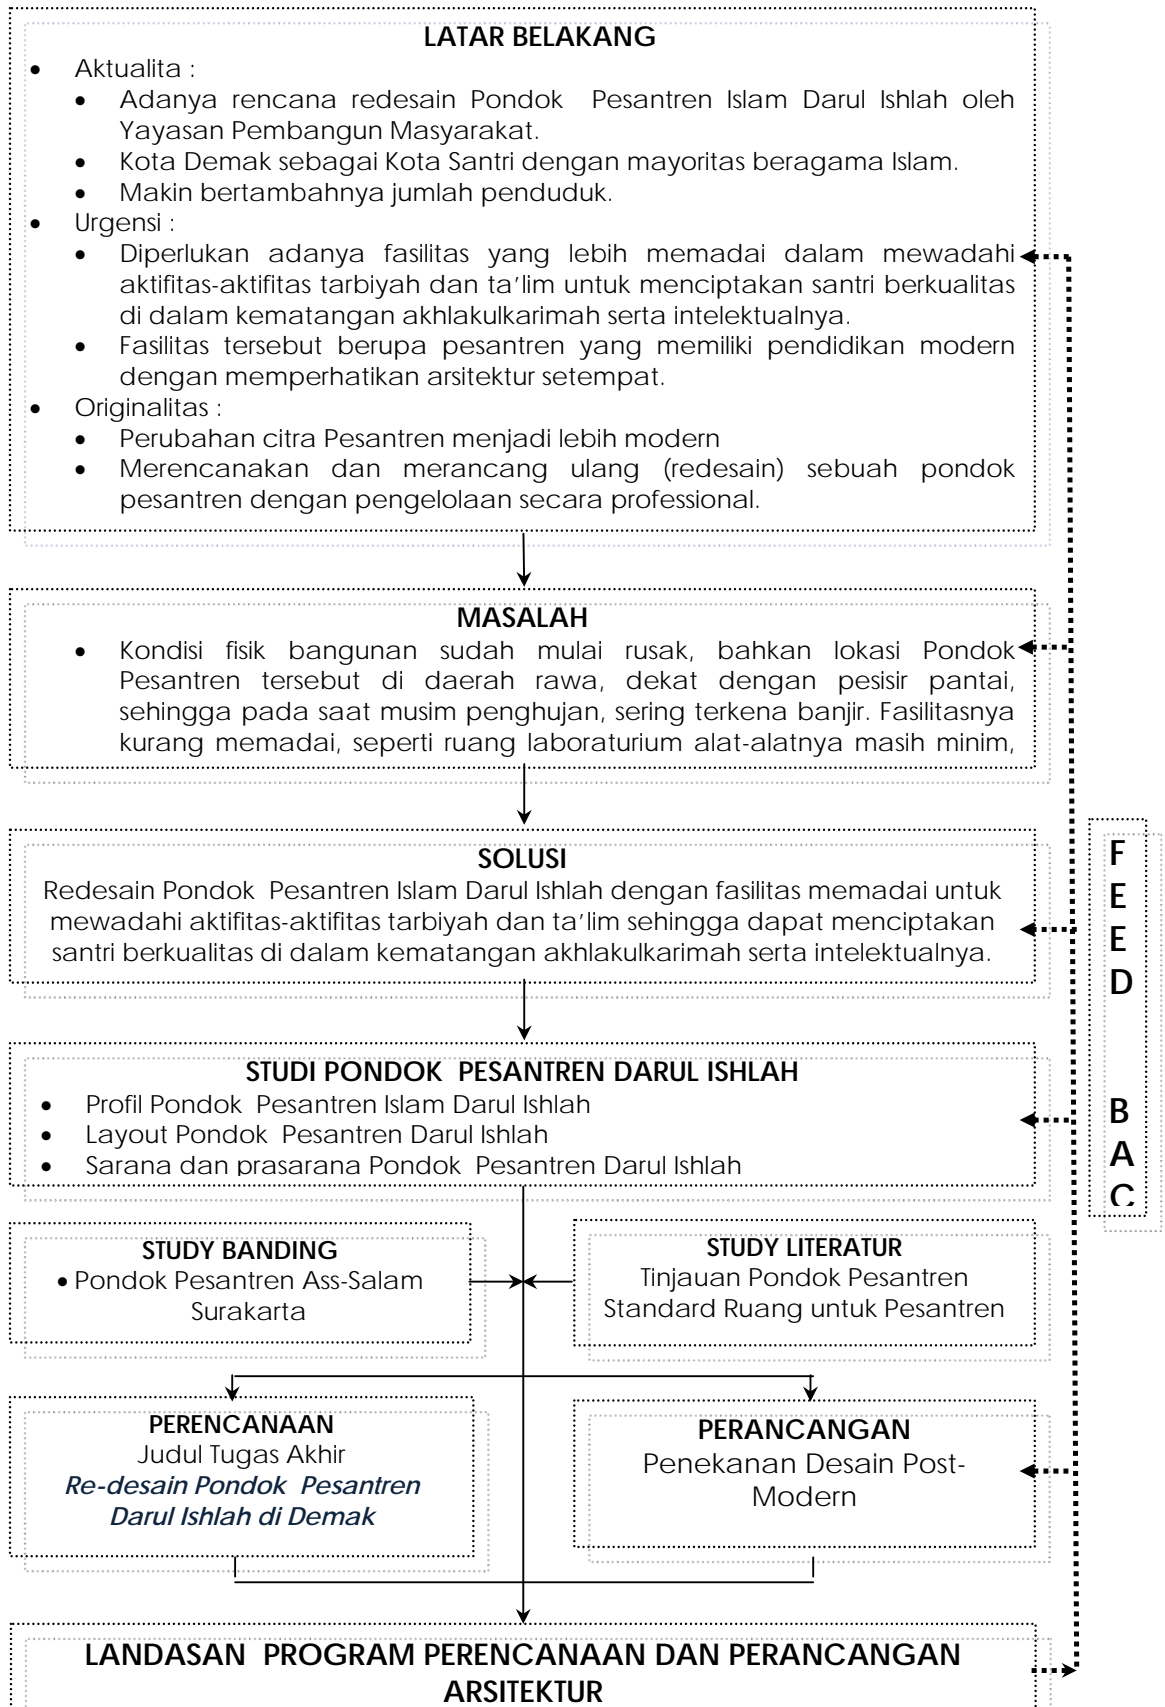 LATAR BELAKANG
• Aktualita :
• Adanya rencana redesain Pondok Pesantren Islam Darul Ishlah oleh
Yayasan Pembangun Masyarakat.
• Kota Demak sebagai Kota Santri dengan mayoritas beragama Islam.
• Makin bertambahnya jumlah penduduk.
• Urgensi :
• Diperlukan adanya fasilitas yang lebih memadai dalam mewadahi
aktifitas-aktifitas tarbiyah dan ta’lim untuk menciptakan santri berkualitas
di dalam kematangan akhlakulkarimah serta intelektualnya.
• Fasilitas tersebut berupa pesantren yang memiliki pendidikan modern
dengan memperhatikan arsitektur setempat.
• Originalitas :
• Perubahan citra Pesantren menjadi lebih modern
• Merencanakan dan merancang ulang (redesain) sebuah pondok
pesantren dengan pengelolaan secara professional.
MASALAH
• Kondisi fisik bangunan sudah mulai rusak, bahkan lokasi Pondok
Pesantren tersebut di daerah rawa, dekat dengan pesisir pantai,
sehingga pada saat musim penghujan, sering terkena banjir. Fasilitasnya
kurang memadai, seperti ruang laboraturium alat-alatnya masih minim,
SOLUSI
Redesain Pondok Pesantren Islam Darul Ishlah dengan fasilitas memadai untuk
mewadahi aktifitas-aktifitas tarbiyah dan ta’lim sehingga dapat menciptakan
santri berkualitas di dalam kematangan akhlakulkarimah serta intelektualnya.
STUDI PONDOK PESANTREN DARUL ISHLAH
• Profil Pondok Pesantren Islam Darul Ishlah
• Layout Pondok Pesantren Darul Ishlah
• Sarana dan prasarana Pondok Pesantren Darul Ishlah
STUDY BANDING
• Pondok Pesantren Ass-Salam
Surakarta
STUDY LITERATUR
Tinjauan Pondok Pesantren
Standard Ruang untuk Pesantren
PERENCANAAN
Judul Tugas Akhir
Re-desain Pondok Pesantren
Darul Ishlah di Demak
PERANCANGAN
Penekanan Desain Post-
Modern
LANDASAN PROGRAM PERENCANAAN DAN PERANCANGAN
ARSITEKTUR
F
E
E
D
B
A
C